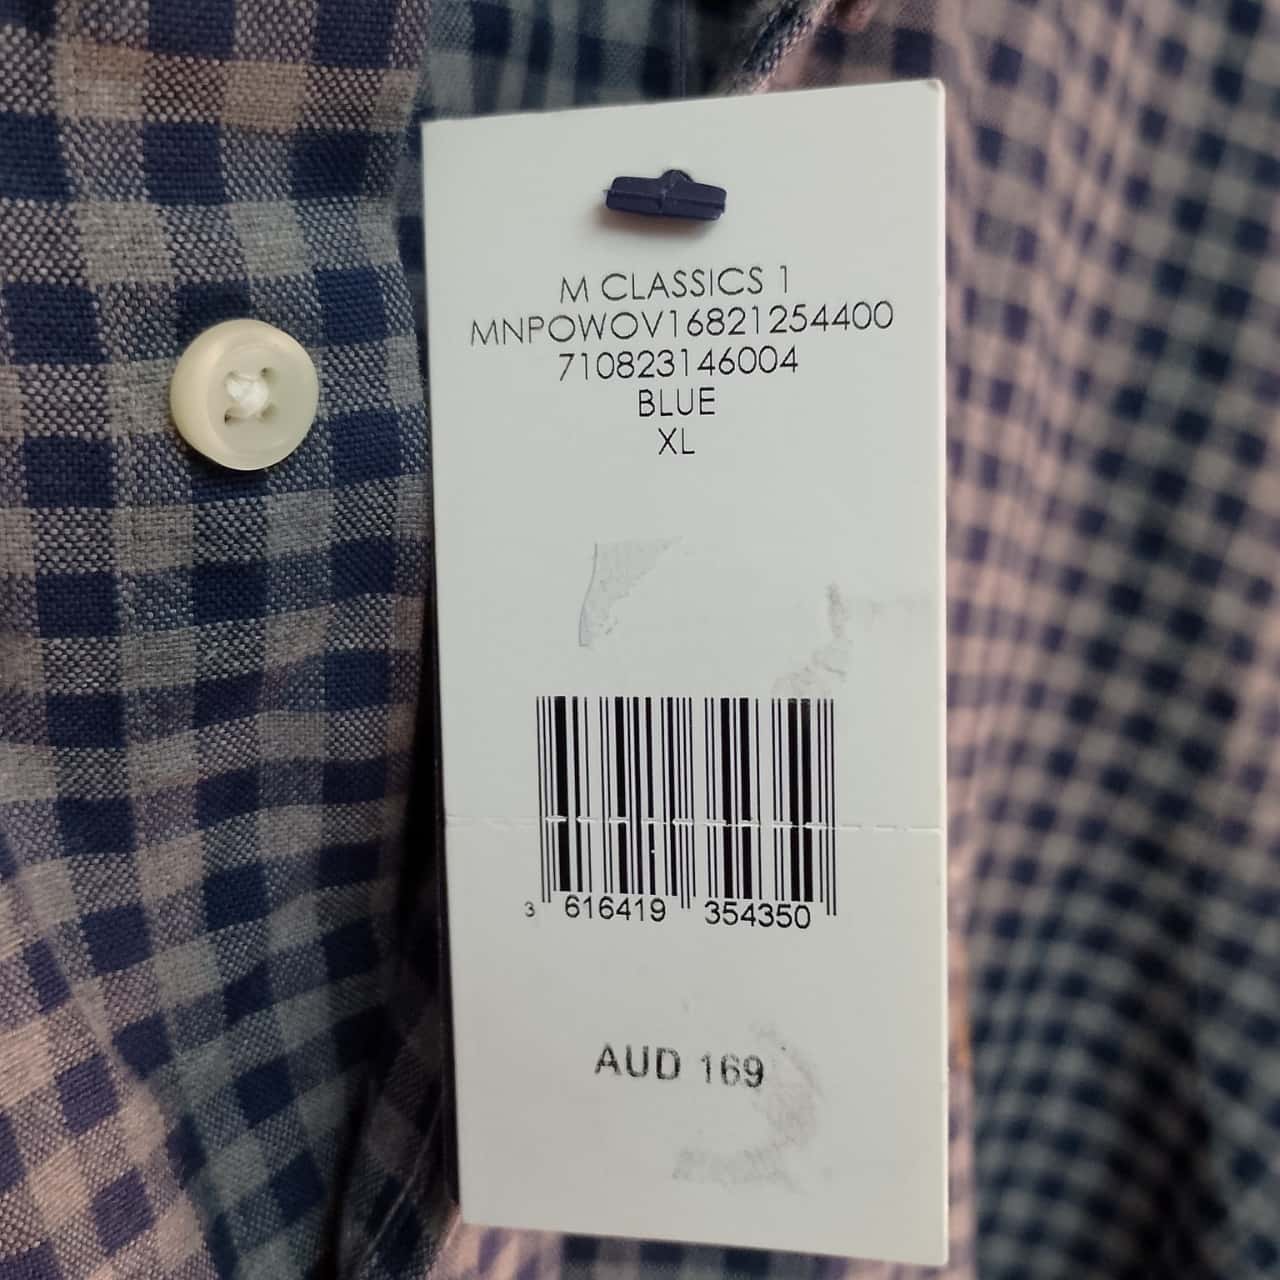 M CLASSICS 1
MNPOWOV16821254400
710823146004
BLUE
XL
3 616419 354350
AUD 169